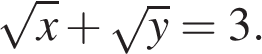 √x + √y = 3.